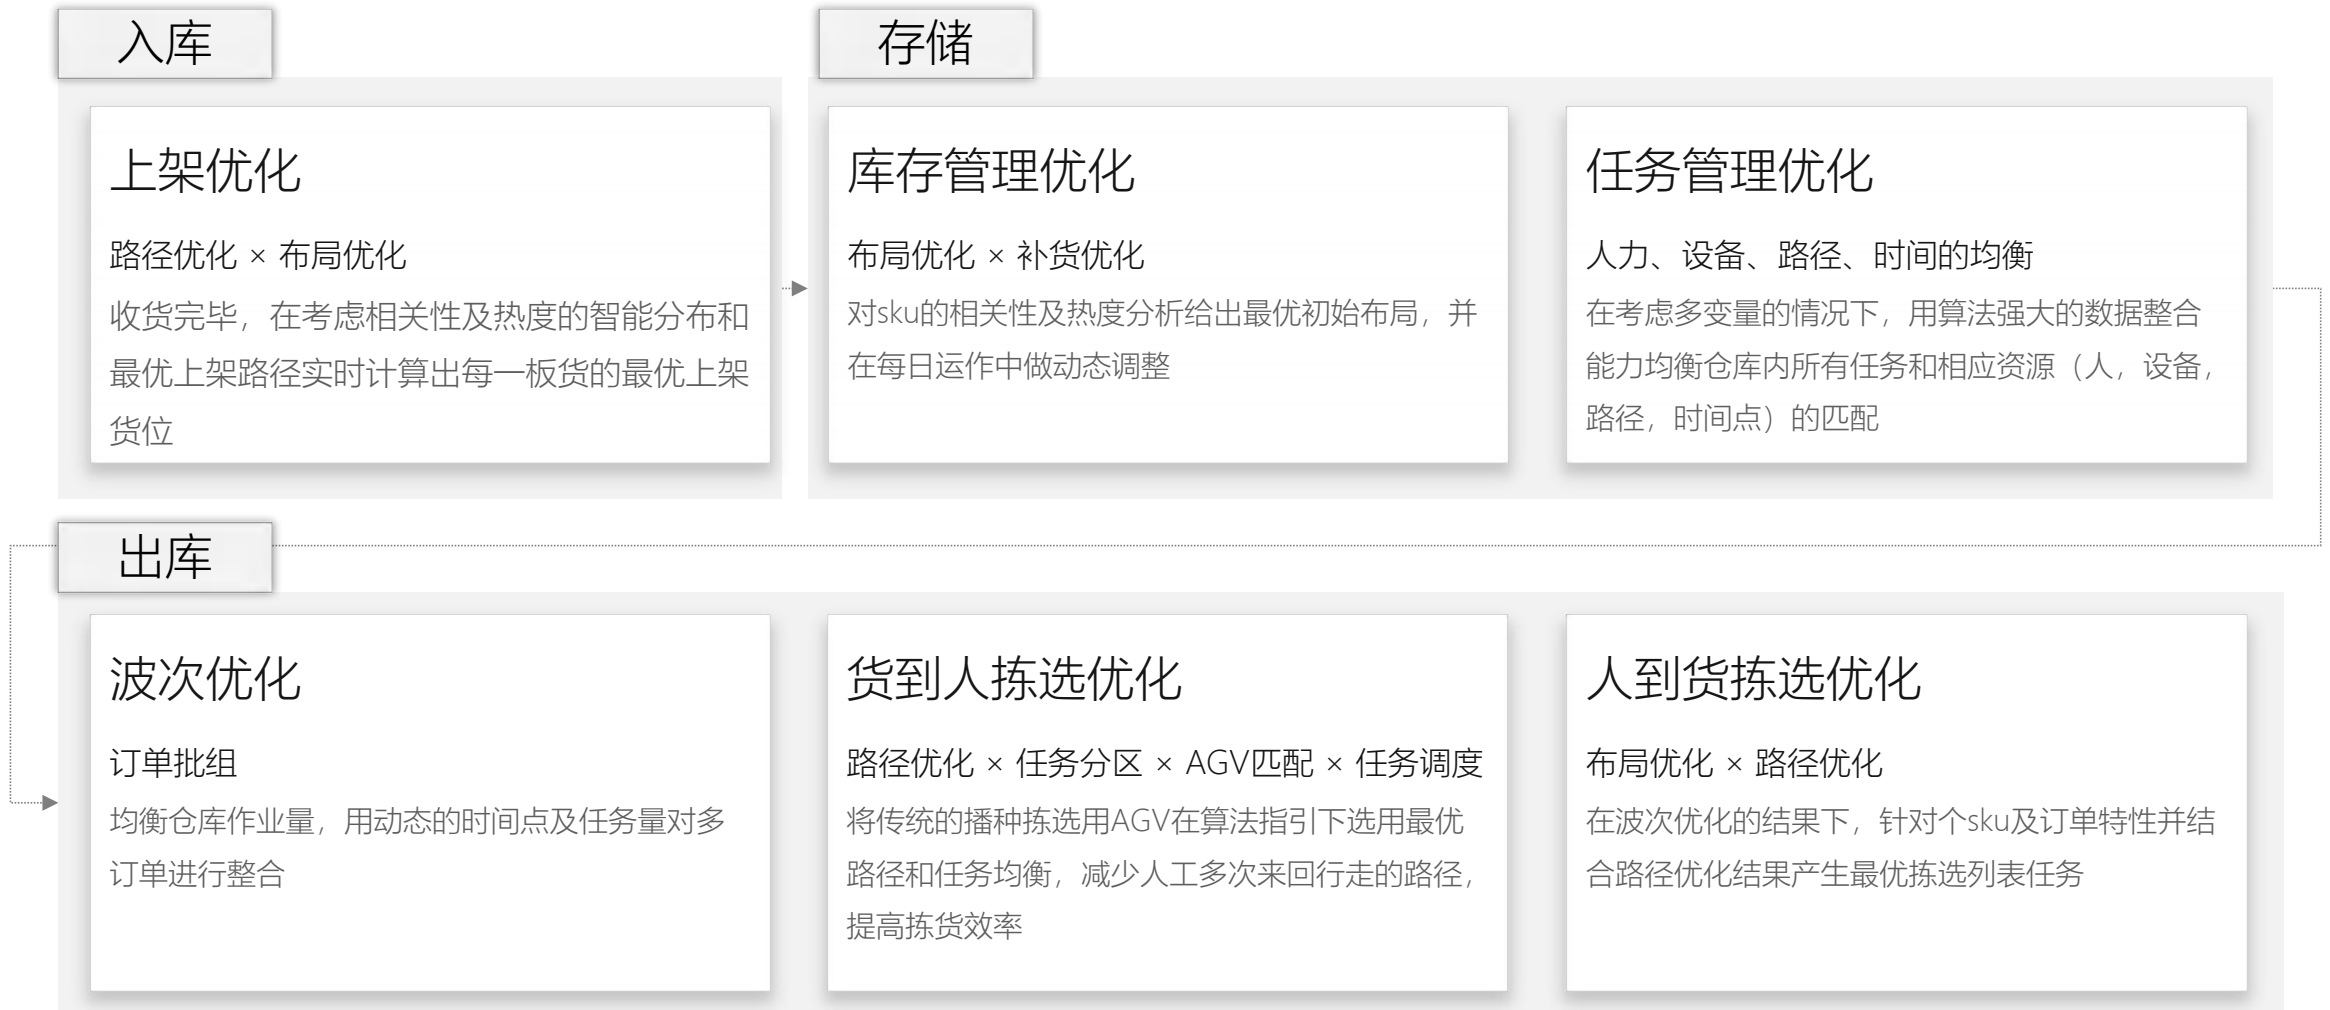 入库
上架优化
路径优化 × 布局优化
收货完毕，在考虑相关性及热度的智能分布和
最优上架路径实时计算出每一板货的最优上架
货位
存储
库存管理优化
布局优化 × 补货优化
对sku的相关性及热度分析给出最优初始布局，并
在每日运作中做动态调整
任务管理优化
人力、设备、路径、时间的均衡
在考虑多变量的情况下，用算法强大的数据整合
能力均衡仓库内所有任务和相应资源（人，设备，
路径，时间点）的匹配
出库
波次优化
订单批组
均衡仓库作业量，用动态的时间点及任务量对多
订单进行整合
货到人拣选优化
路径优化 × 任务分区 × AGV匹配 × 任务调度
将传统的播种拣选用AGV在算法指引下选用最优
路径和任务均衡，减少人工多次来回行走的路径，
提高拣货效率
人到货拣选优化
布局优化 × 路径优化
在波次优化的结果下，针对个sku及订单特性并结
合路径优化结果产生最优拣选列表任务